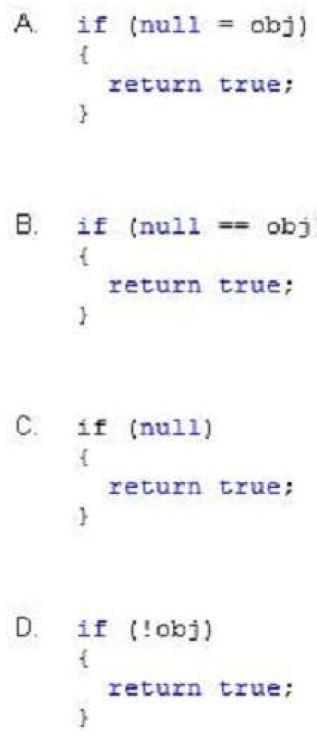 A. if (null = obj)
{
return true;
}
B. if (null == obj)
{
return true;
}
C. if (null)
{
return true;
}
D. if (!obj)
{
return true;
}